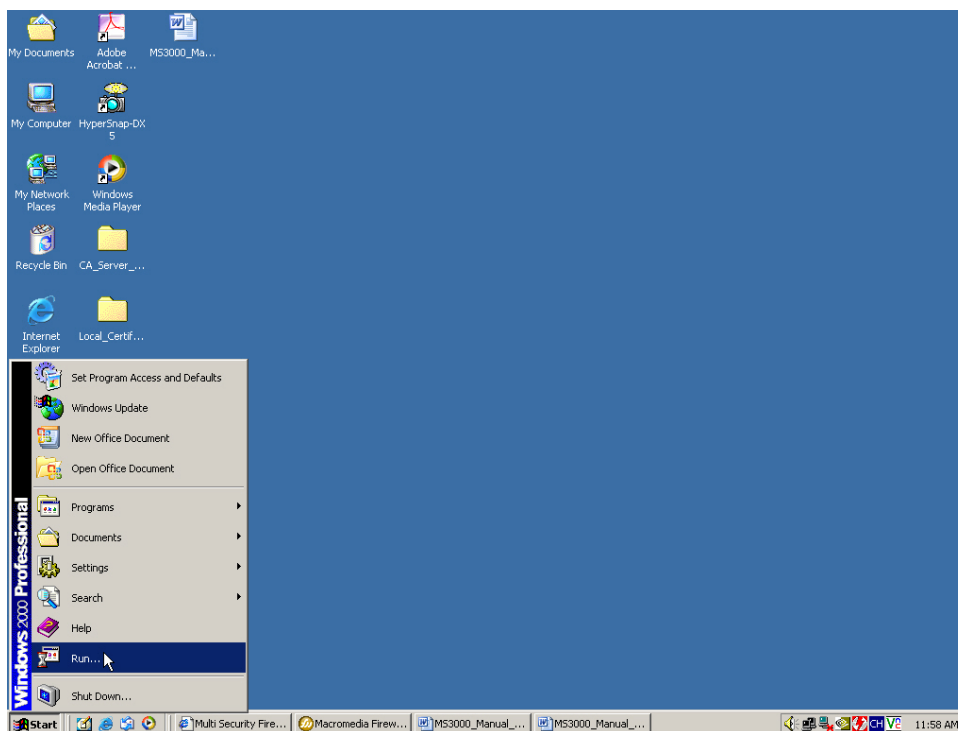 My Documents
Adobe
Acrobat ...
MS3000_Ma...
My Computer
HyperSnap-DX
5
My Network
Places
Windows
Media Player
Recycle Bin
CA_Server_...
Internet
Explorer
Local_Certif...
Set Program Access and Defaults
Windows Update
New Office Document
Open Office Document
Programs
Documents
Settings
Search
Help
Run...
Shut Down...
Windows 2000 Professional
Start
Multi Security Fire...
Macromedia Firew...
MS3000_Manual_...
MS3000_Manual_...
CH
11:58 AM